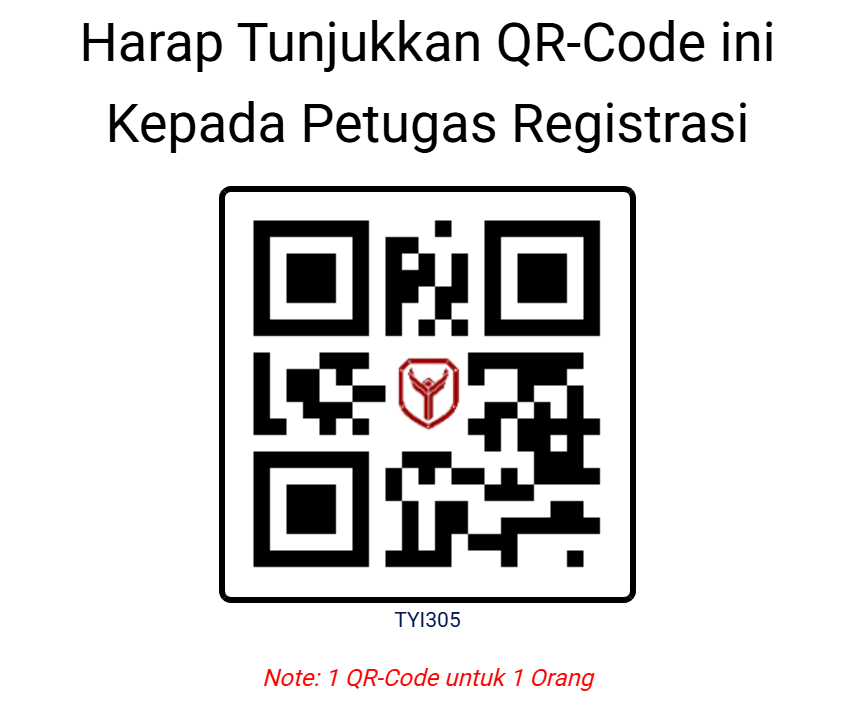 Harap Tunjukkan QR-Code ini
Kepada Petugas Registrasi
TYI305
Note: 1 QR-Code untuk 1 Orang